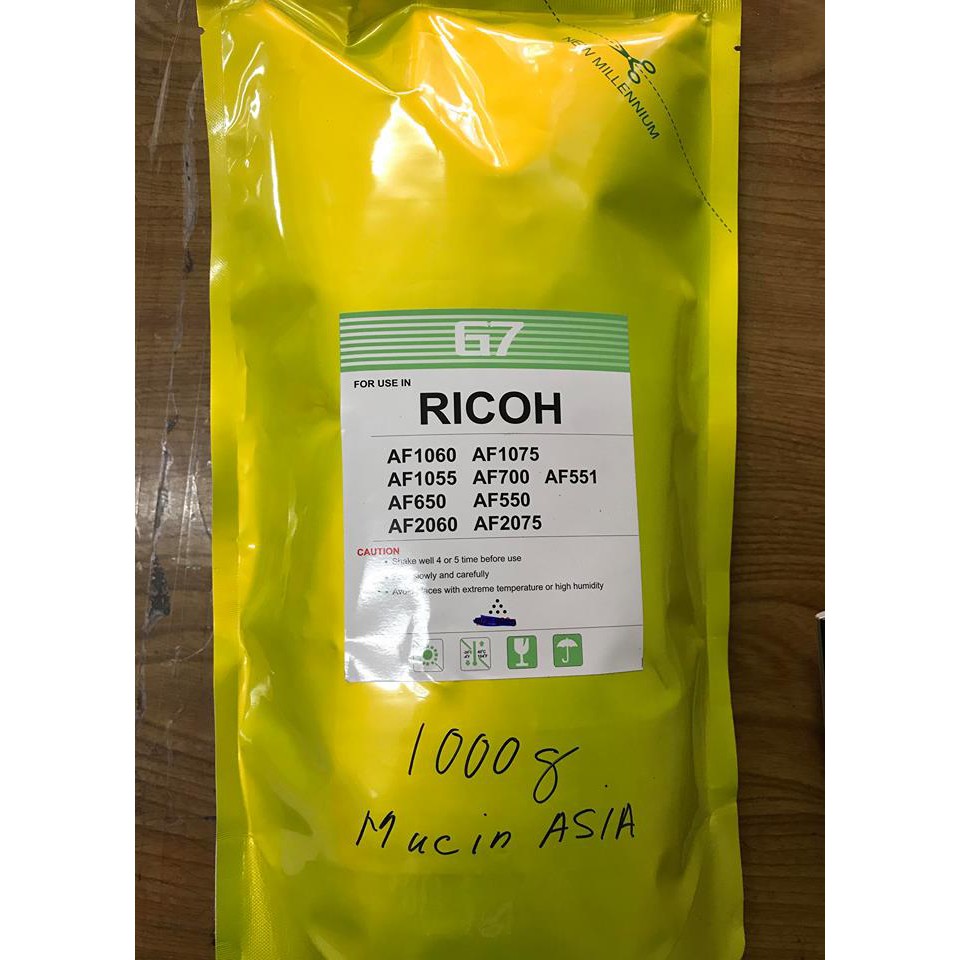 NEW MILLENNIUM
G7
FOR USE IN
RICOH
AF1060 AF1075
AF1055 AF700 AF551
AF650 AF550
AF2060 AF2075
CAUTION
Shake well 4 or 5 time before use
and carefully
with extreme temperature or high humidity
1000g
Mucin ASIA